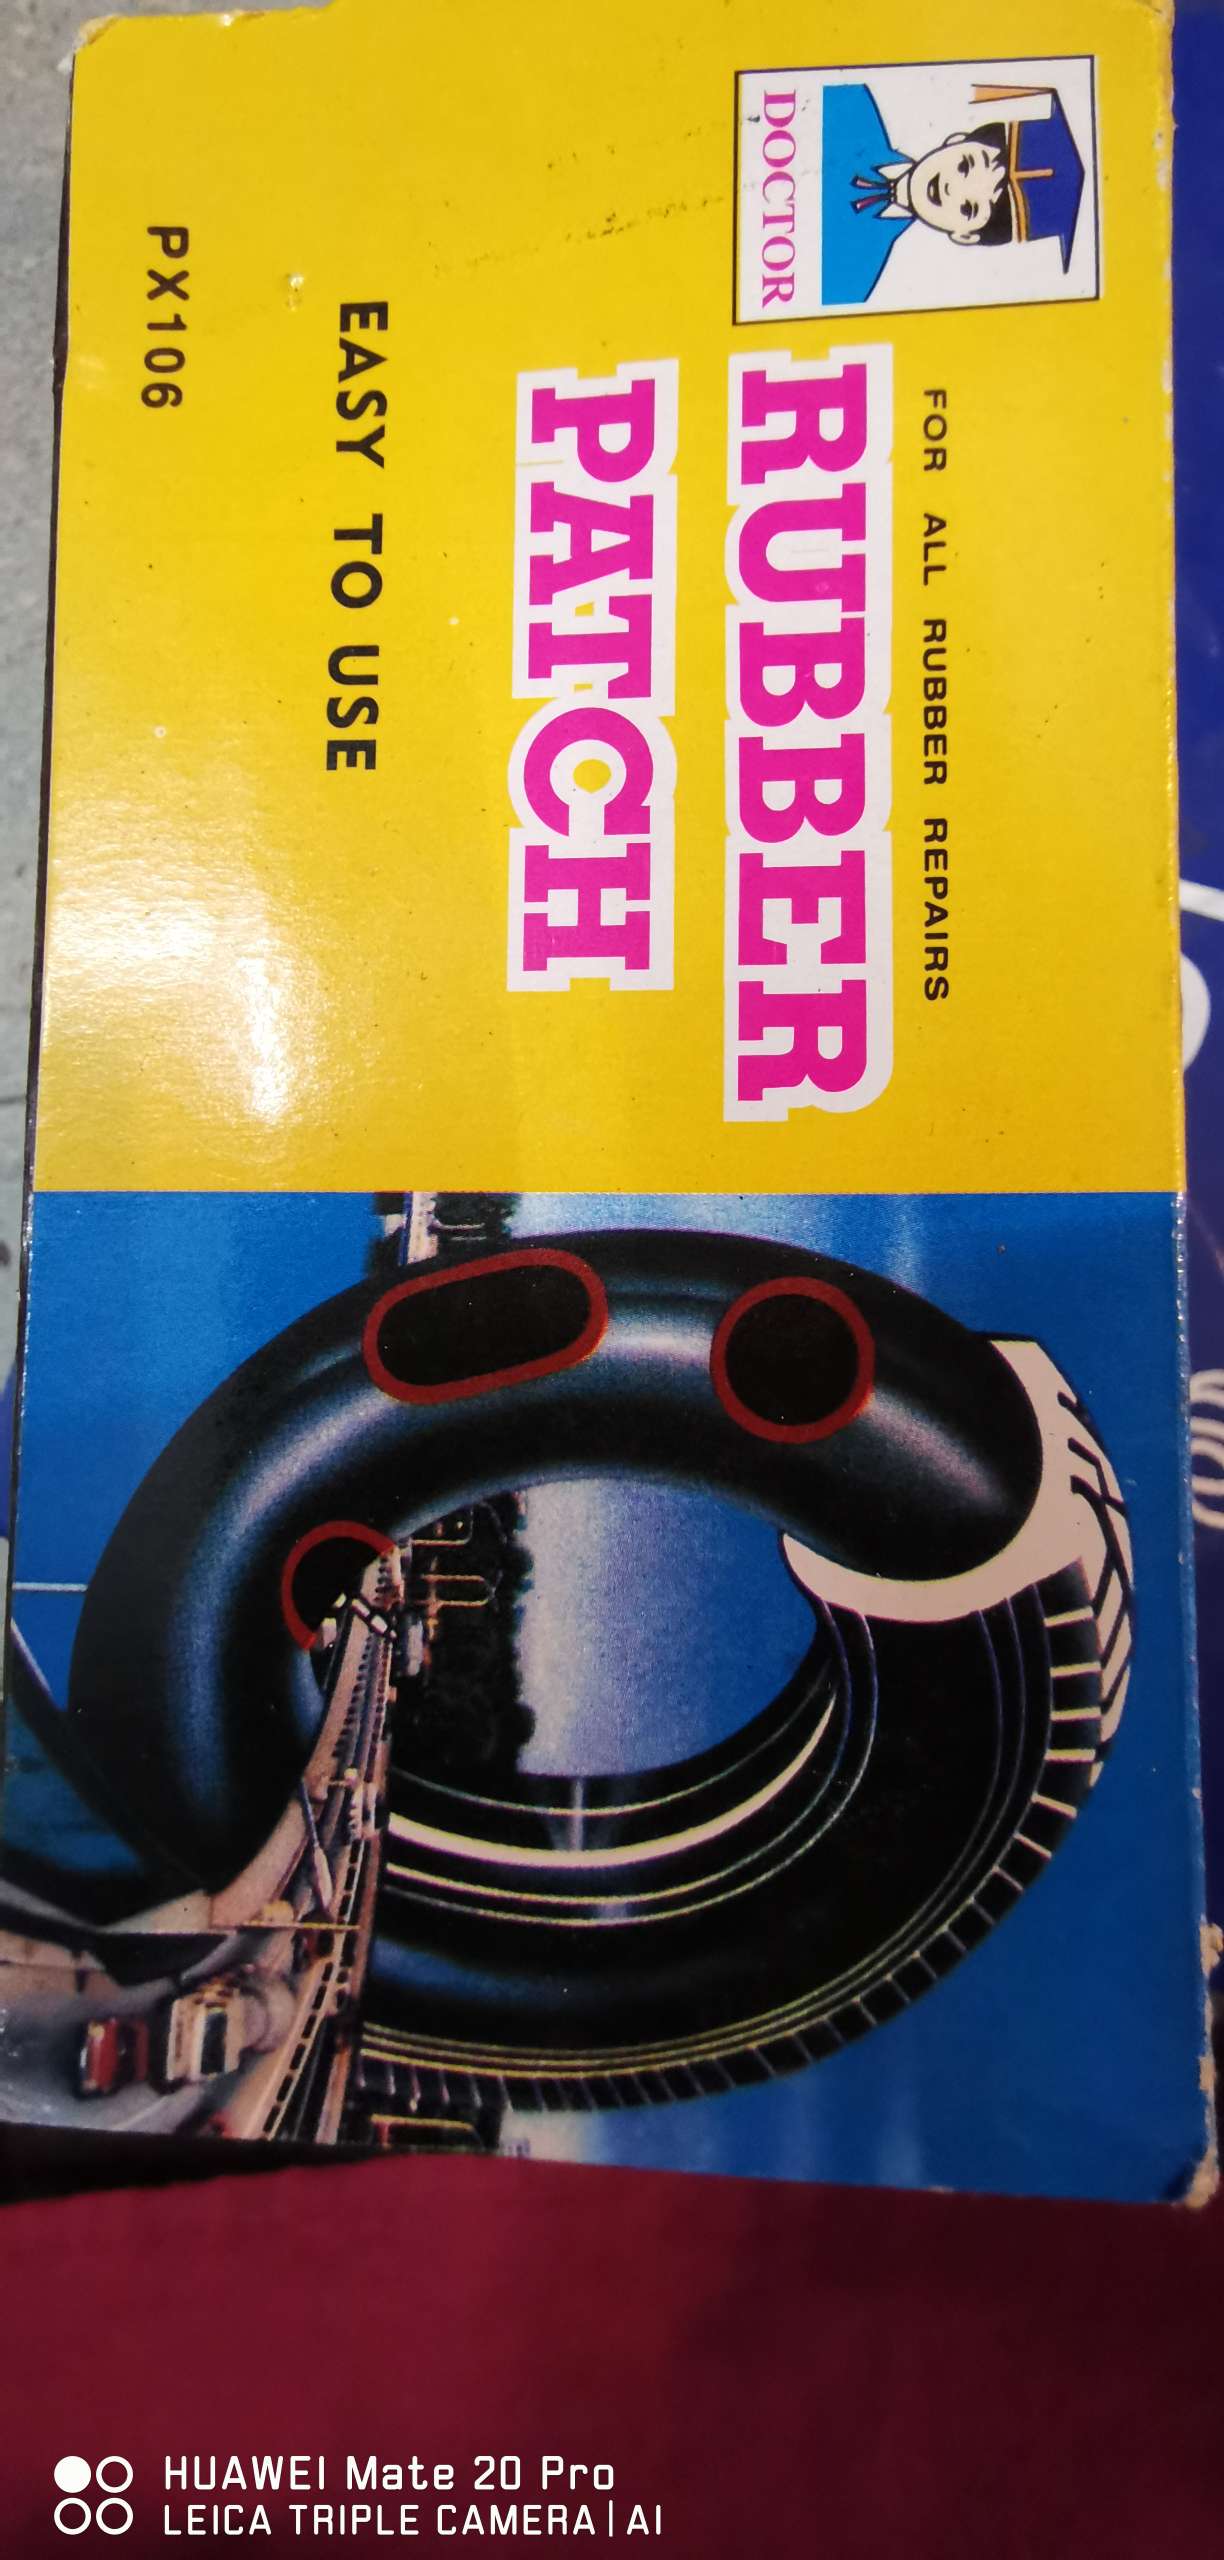 DOCTOR
FOR ALL RUBBER REPAIRS
RUBBER
PATCH
EASY TO USE
PX106
HUAWEI Mate 20 Pro
LEICA TRIPLE CAMERA | AI